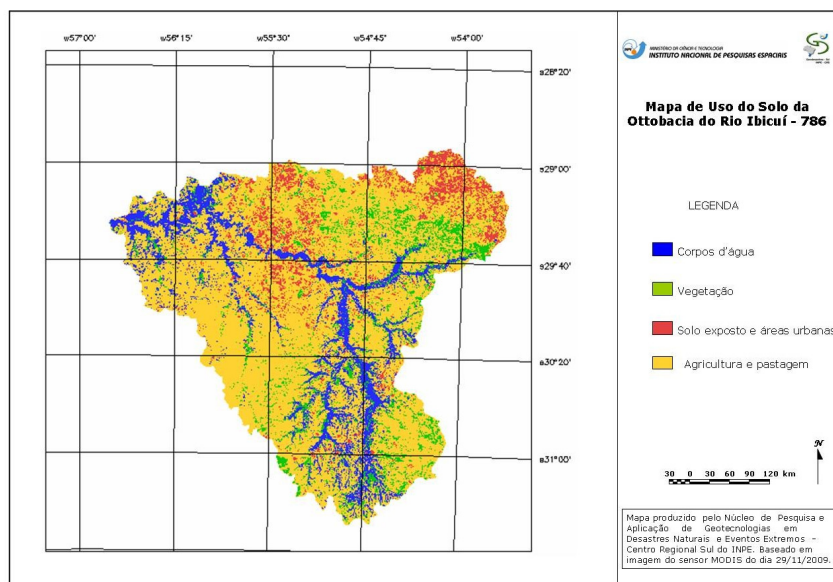 w57°00' w56°15' w55°30' w54°45' w54°00'
s28°20'
s29°00'
s29°40'
s30°20'
s31°00'
MINISTÉRIO DA CIÊNCIA E TECNOLOGIA
INSTITUTO NACIONAL DE PESQUISAS ESPACIAIS
Mapa de Uso do Solo da
Ottobacia do Rio Ibicuí - 786
LEGENDA
Corpos d'água
Vegetação
Solo exposto e áreas urbanas
Agricultura e pastagem
N
30 0 30 60 90 120 km
Mapa produzido pelo Núcleo de Pesquisa e
Aplicação de Geotecnologias em
Desastres Naturais e Eventos Extremos -
Centro Regional Sul do INPE. Baseado em
imagem do sensor MODIS do dia 29/11/2009.